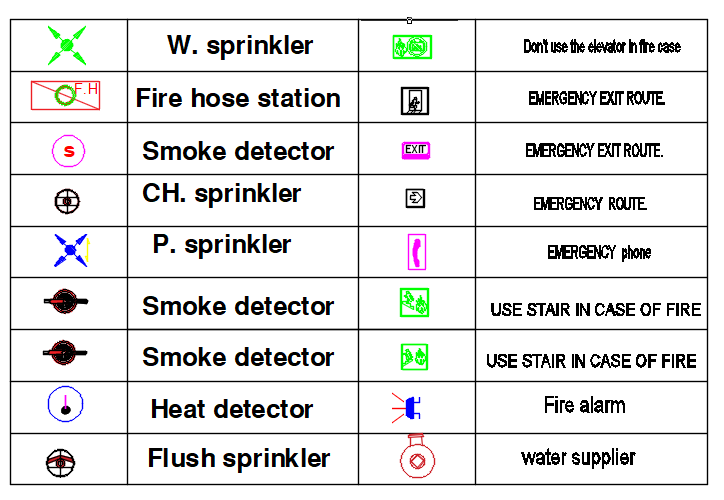 W. sprinkler
Don't use the elevator in fire case
F.H
Fire hose station
EMERGENCY EXIT ROUTE.
S
Smoke detector
EXIT
EMERGENCY EXIT ROUTE.
CH. sprinkler
EMERGENCY ROUTE.
P. sprinkler
EMERGENCY phone
Smoke detector
USE STAIR IN CASE OF FIRE
Smoke detector
USE STAIR IN CASE OF FIRE
Heat detector
Fire alarm
Flush sprinkler
water supplier